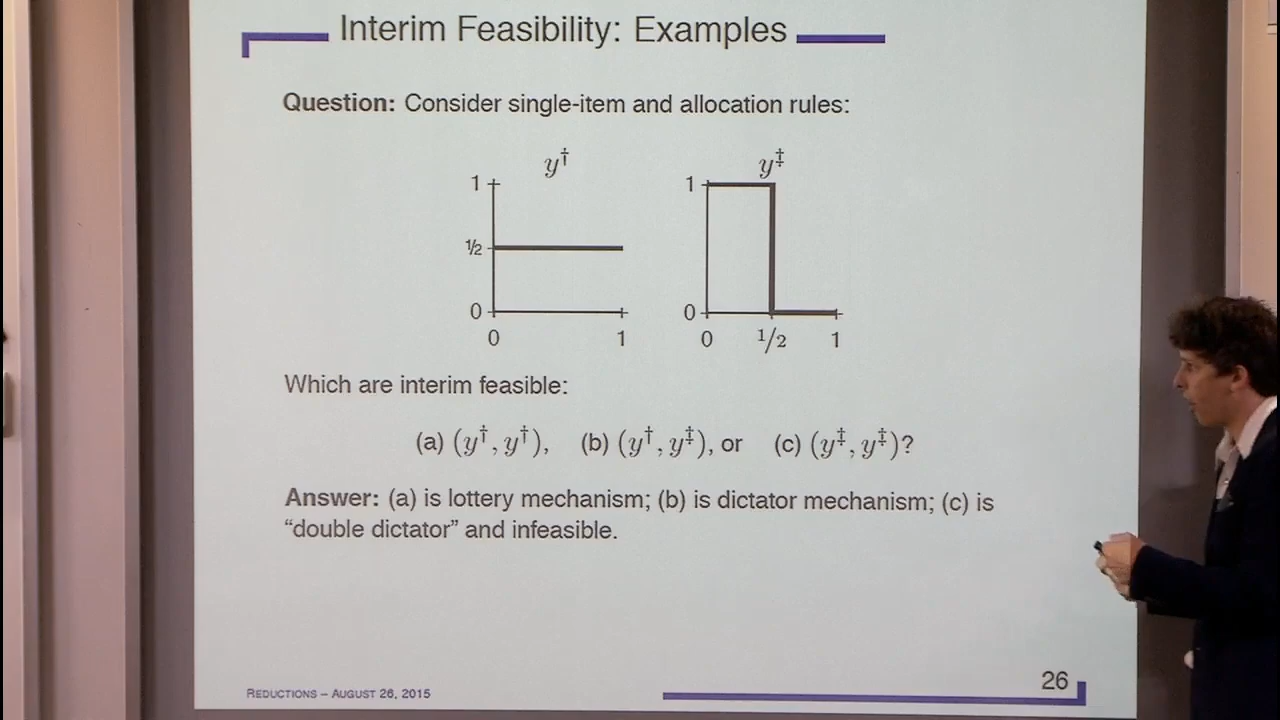 Interim Feasibility: Examples
Question: Consider single-item and allocation rules:
y† y‡
1 1
½
0 0
0 1 0 1/2 1
Which are interim feasible:
(a) (y†, y†), (b) (y†, y‡), or (c) (y‡, y‡)?
Answer: (a) is lottery mechanism; (b) is dictator mechanism; (c) is
“double dictator” and infeasible.
26
REDUCTIONS – AUGUST 26, 2015